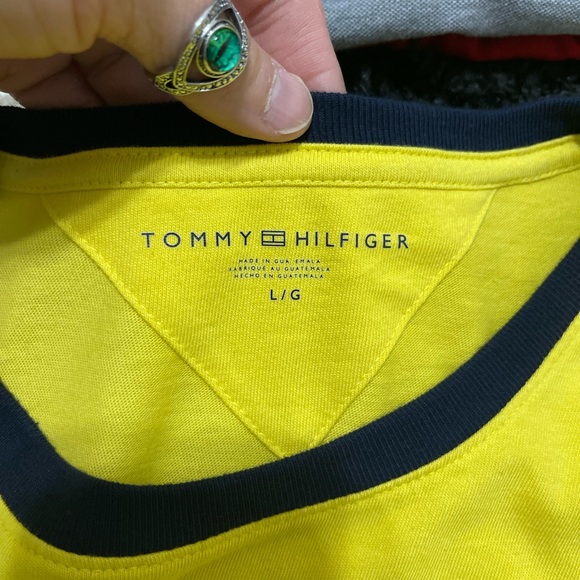 TOMMY HILFIGER
MADE IN GUATEMALA
FABRIQUE AU GUATEMALA
HECHO EN GUATEMALA
L/G